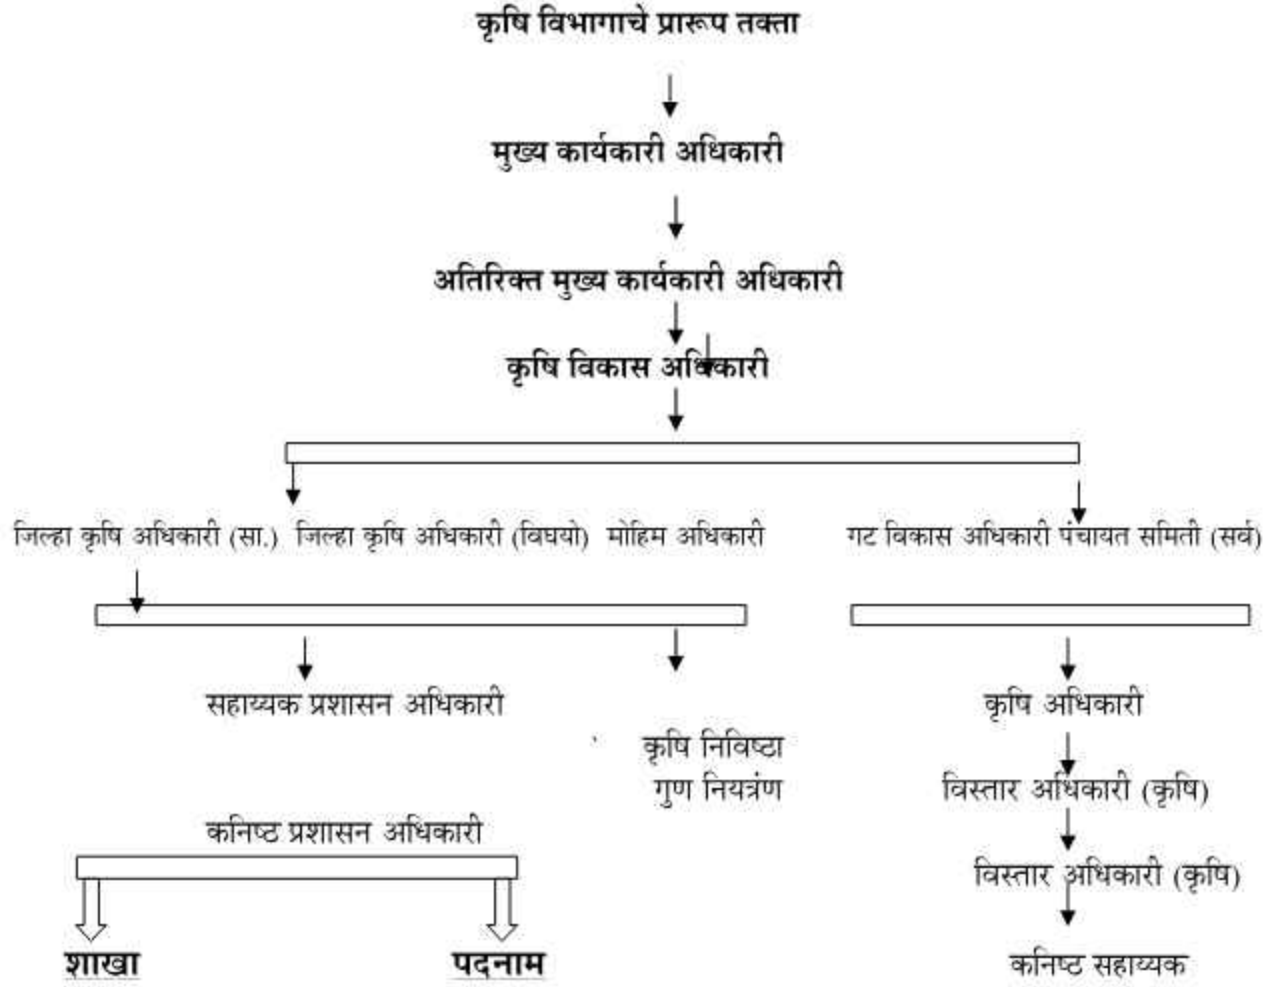 कृषि विभागाचे प्रारूप तक्ता
मुख्य कार्यकारी अधिकारी
अतिरिक्त मुख्य कार्यकारी अधिकारी
कृषि विकास अधिकारी
जिल्हा कृषि अधिकारी (सा.) जिल्हा कृषि अधिकारी (विघयो) मोहिम अधिकारी गट विकास अधिकारी पंचायत समिती (सर्व)
सहाय्यक प्रशासन अधिकारी कृषि अधिकारी
कृषि निविष्टा
गुण नियत्रंण विस्तार अधिकारी (कृषि)
कनिष्ट प्रशासन अधिकारी
विस्तार अधिकारी (कृषि)
शाखा पदनाम कनिष्ट सहाय्यक